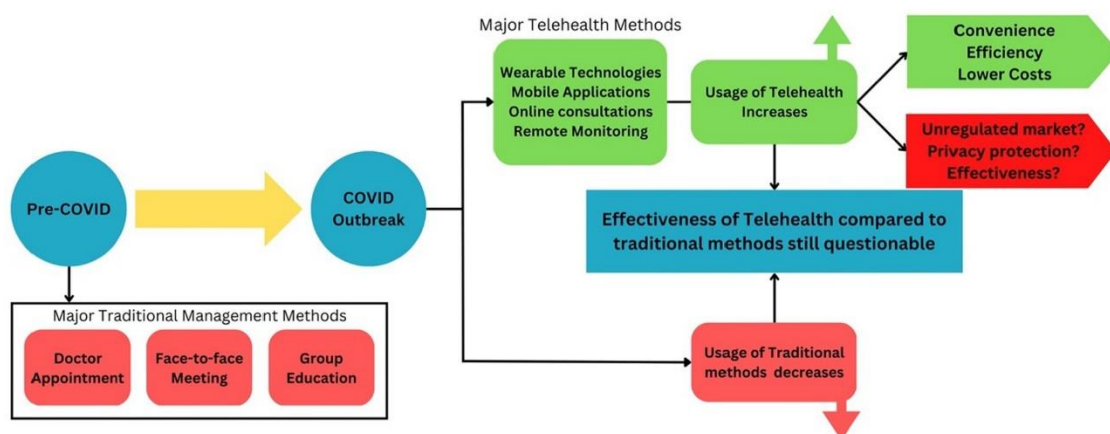 Major Telehealth Methods
Wearable Technologies
Mobile Applications
Online consultations
Remote Monitoring
Usage of Telehealth
Increases
Convenience
Efficiency
Lower Costs
Unregulated market?
Privacy protection?
Effectiveness?
Pre-COVID
COVID
Outbreak
Effectiveness of Telehealth compared to
traditional methods still questionable
Major Traditional Management Methods
Doctor
Appointment
Face-to-face
Meeting
Group
Education
Usage of Traditional
methods decreases